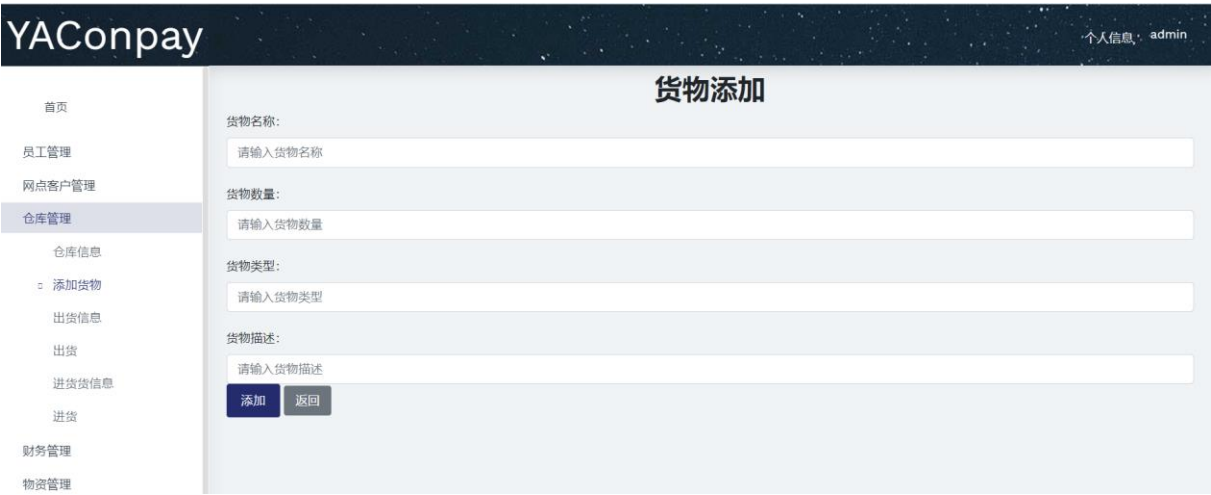 YAConpay
个人信息: admin
首页
员工管理
网点客户管理
仓库管理
仓库信息
添加货物
出货信息
出货
进货货信息
进货
财务管理
物资管理
货物添加
货物名称:
请输入货物名称
货物数量:
请输入货物数量
货物类型:
请输入货物类型
货物描述:
请输入货物描述
添加 返回